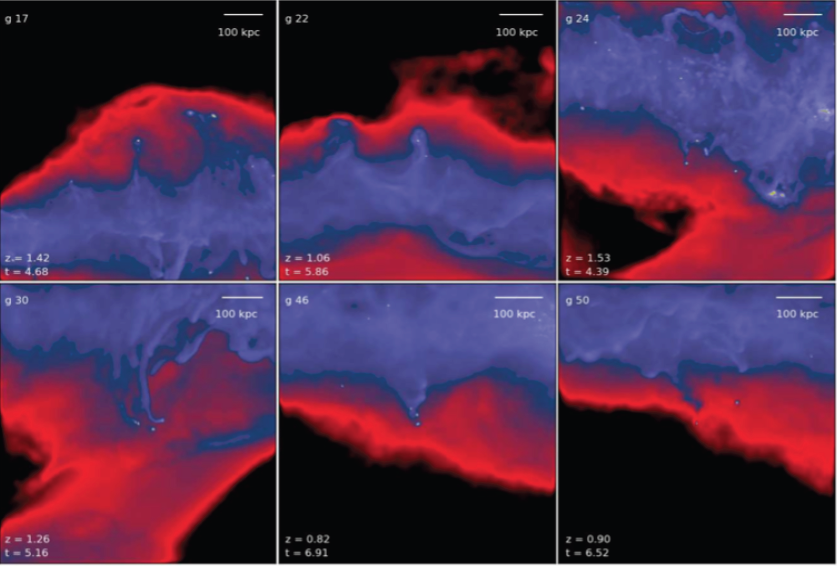 g 17
100 kpc
z = 1.42
t = 4.68
g 22
100 kpc
z = 1.06
t = 5.86
g 24
100 kpc
z = 1.53
t = 4.39
g 30
100 kpc
z = 1.26
t = 5.16
g 46
100 kpc
z = 0.82
t = 6.91
g 50
100 kpc
z = 0.90
t = 6.52